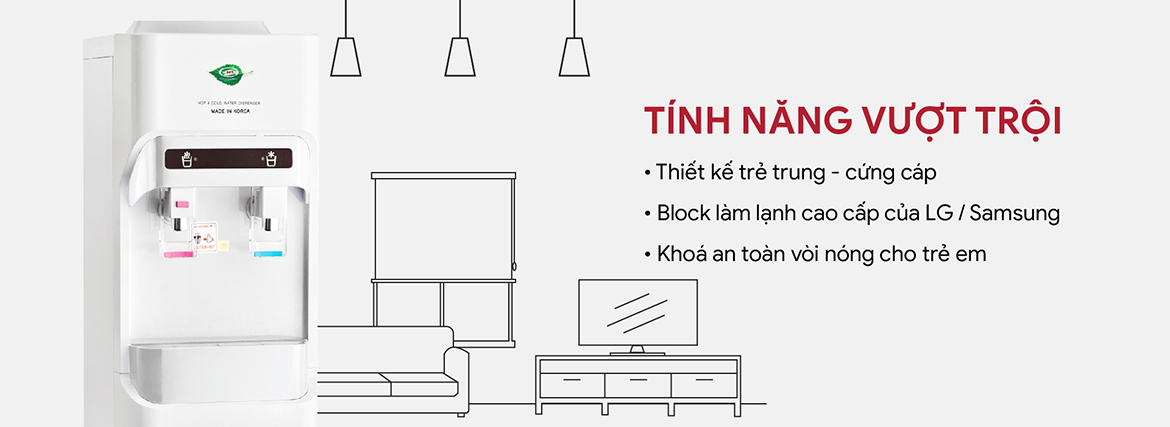 HOT & COLD WATER DISPENSER
MADE IN KOREA
TÍNH NĂNG VƯỢT TRỘI
• Thiết kế trẻ trung - cứng cáp
• Block làm lạnh cao cấp của LG / Samsung
• Khoá an toàn vòi nóng cho trẻ em